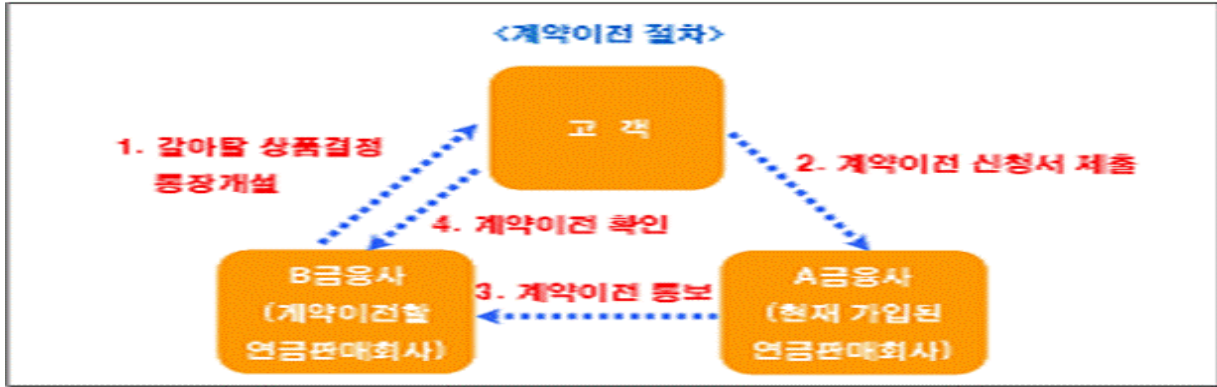 <계약이전 절차>
고 객
1. 갈아탈 상품결정
통장개설
2. 계약이전 신청서 제출
4. 계약이전 확인
B금융사
(계약이전할
연금판매회사)
3. 계약이전 통보
A금융사
(현재 가입된
연금판매회사)